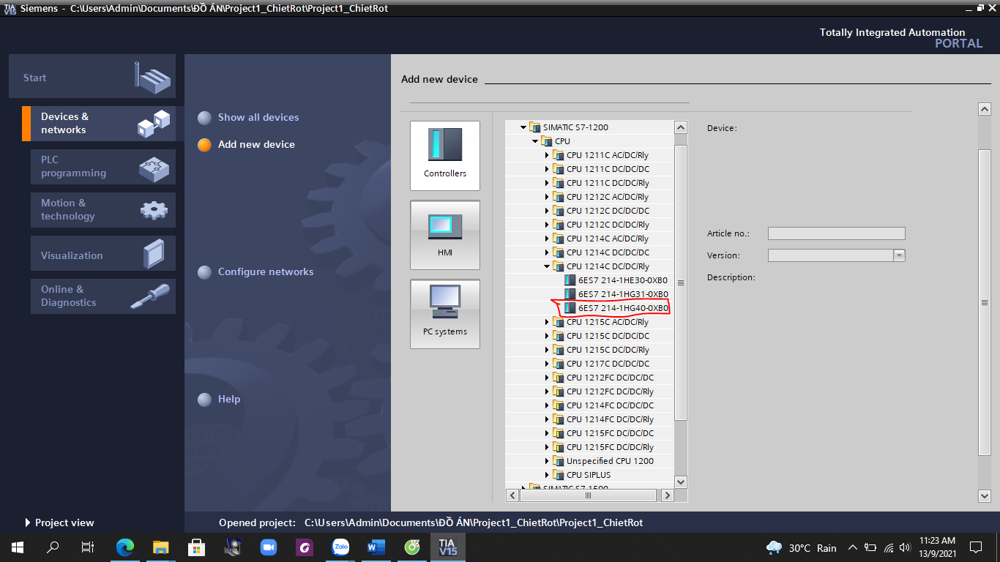 TIA
V15
Siemens - C:\Users\Admin\Documents\ĐỒ ÁN\Project1_ChietRot\Project1_ChietRot
Totally Integrated Automation
PORTAL
Start
Devices &
networks
PLC
programming
Motion &
technology
Visualization
Online &
Diagnostics
Show all devices
Add new device
Configure networks
Help
Add new device
Controllers
HMI
PC systems
SIMATIC S7-1200
CPU
CPU 1211C AC/DC/Rly
CPU 1211C DC/DC/DC
CPU 1211C DC/DC/Rly
CPU 1212C AC/DC/Rly
CPU 1212C DC/DC/DC
CPU 1212C DC/DC/Rly
CPU 1214C AC/DC/Rly
CPU 1214C DC/DC/DC
CPU 1214C DC/DC/Rly
6ES7 214-1HE30-0XB0
6ES7 214-1HG31-0XB0
6ES7 214-1HG40-0XB0
CPU 1215C AC/DC/Rly
CPU 1215C DC/DC/DC
CPU 1215C DC/DC/Rly
CPU 1217C DC/DC/DC
CPU 1212FC DC/DC/DC
CPU 1212FC DC/DC/Rly
CPU 1214FC DC/DC/DC
CPU 1214FC DC/DC/Rly
CPU 1215FC DC/DC/DC
CPU 1215FC DC/DC/Rly
Unspecified CPU 1200
CPU SIPLUS
SIMATIC S7-1500
Device:
Article no.:
Version:
Description:
Project view
Opened project: C:\Users\Admin\Documents\ĐỒ ÁN\Project1_ChietRot\Project1_ChietRot
Zalo
TIA
V15
30°C Rain
11:23 AM
13/9/2021